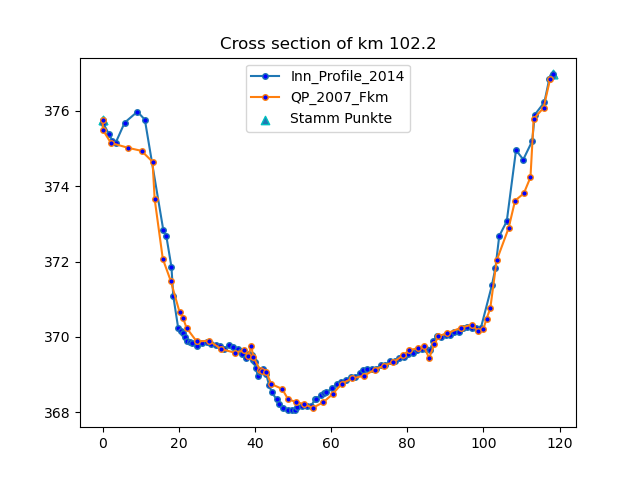 Cross section of km 102.2
Inn_Profile_2014
QP_2007_Fkm
Stamm Punkte
376
374
372
370
368
0 20 40 60 80 100 120